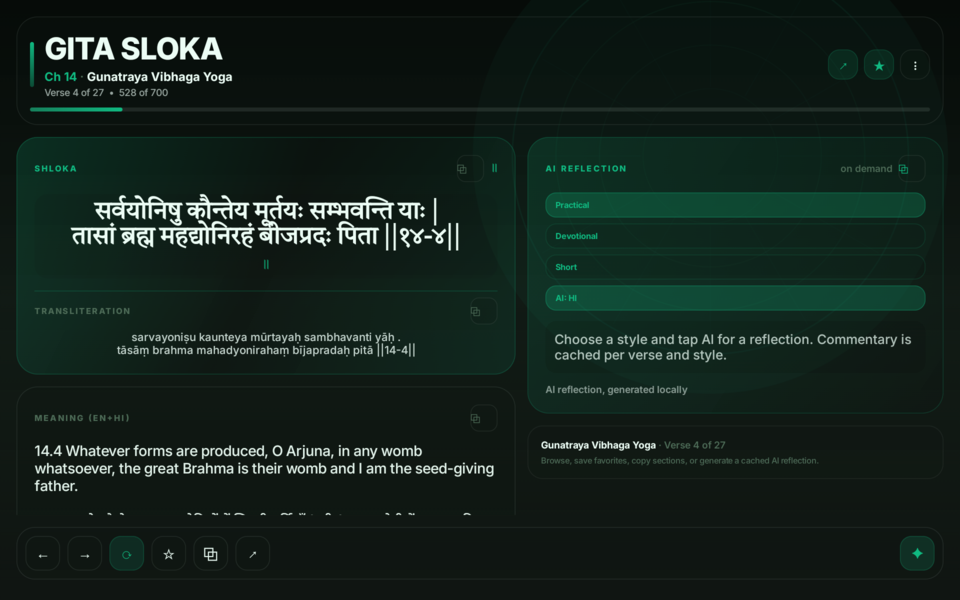 GITA SLOKA
Ch 14 · Gunatraya Vibhaga Yoga
Verse 4 of 27 • 528 of 700
SHLOKA
||
सर्वयोनिषु कौन्तेय मूर्तयः सम्भवन्ति याः |
तासां ब्रह्म महद्योनिरहं बीजप्रदः पिता ||१४-४||
||
TRANSLITERATION
sarvayoniṣu kaunteya mūrtayaḥ sambhavanti yāḥ .
tāsāṃ brahma mahadyonirahaṃ bījapradaḥ pitā ||14-4||
MEANING (EN+HI)
14.4 Whatever forms are produced, O Arjuna, in any womb
whatsoever, the great Brahma is their womb and I am the seed-giving
father.
AI REFLECTION
on demand
Practical
Devotional
Short
AI: HI
Choose a style and tap AI for a reflection. Commentary is
cached per verse and style.
AI reflection, generated locally
Gunatraya Vibhaga Yoga · Verse 4 of 27
Browse, save favorites, copy sections, or generate a cached AI reflection.